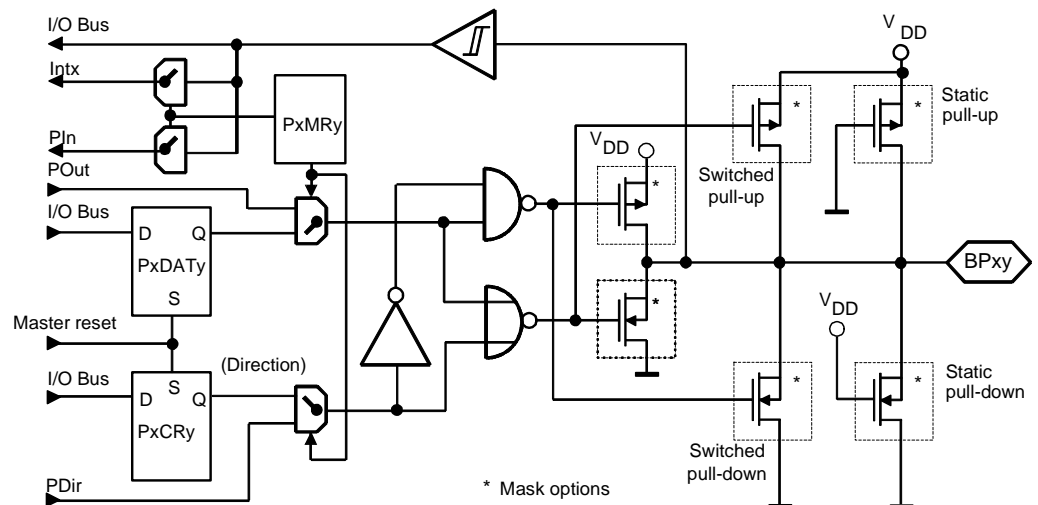 I/O Bus
V
DD
Intx
PxMRy
*
*
Static
pull-up
PIn
V
DD
POut
*
Switched
pull-up
I/O Bus
D
Q
PxDATy
BPxy
S
*
V
DD
Master reset
(Direction)
I/O Bus
S
D
Q
*
*
Static
pull-down
PxCRy
Switched
pull-down
PDir
* Mask options